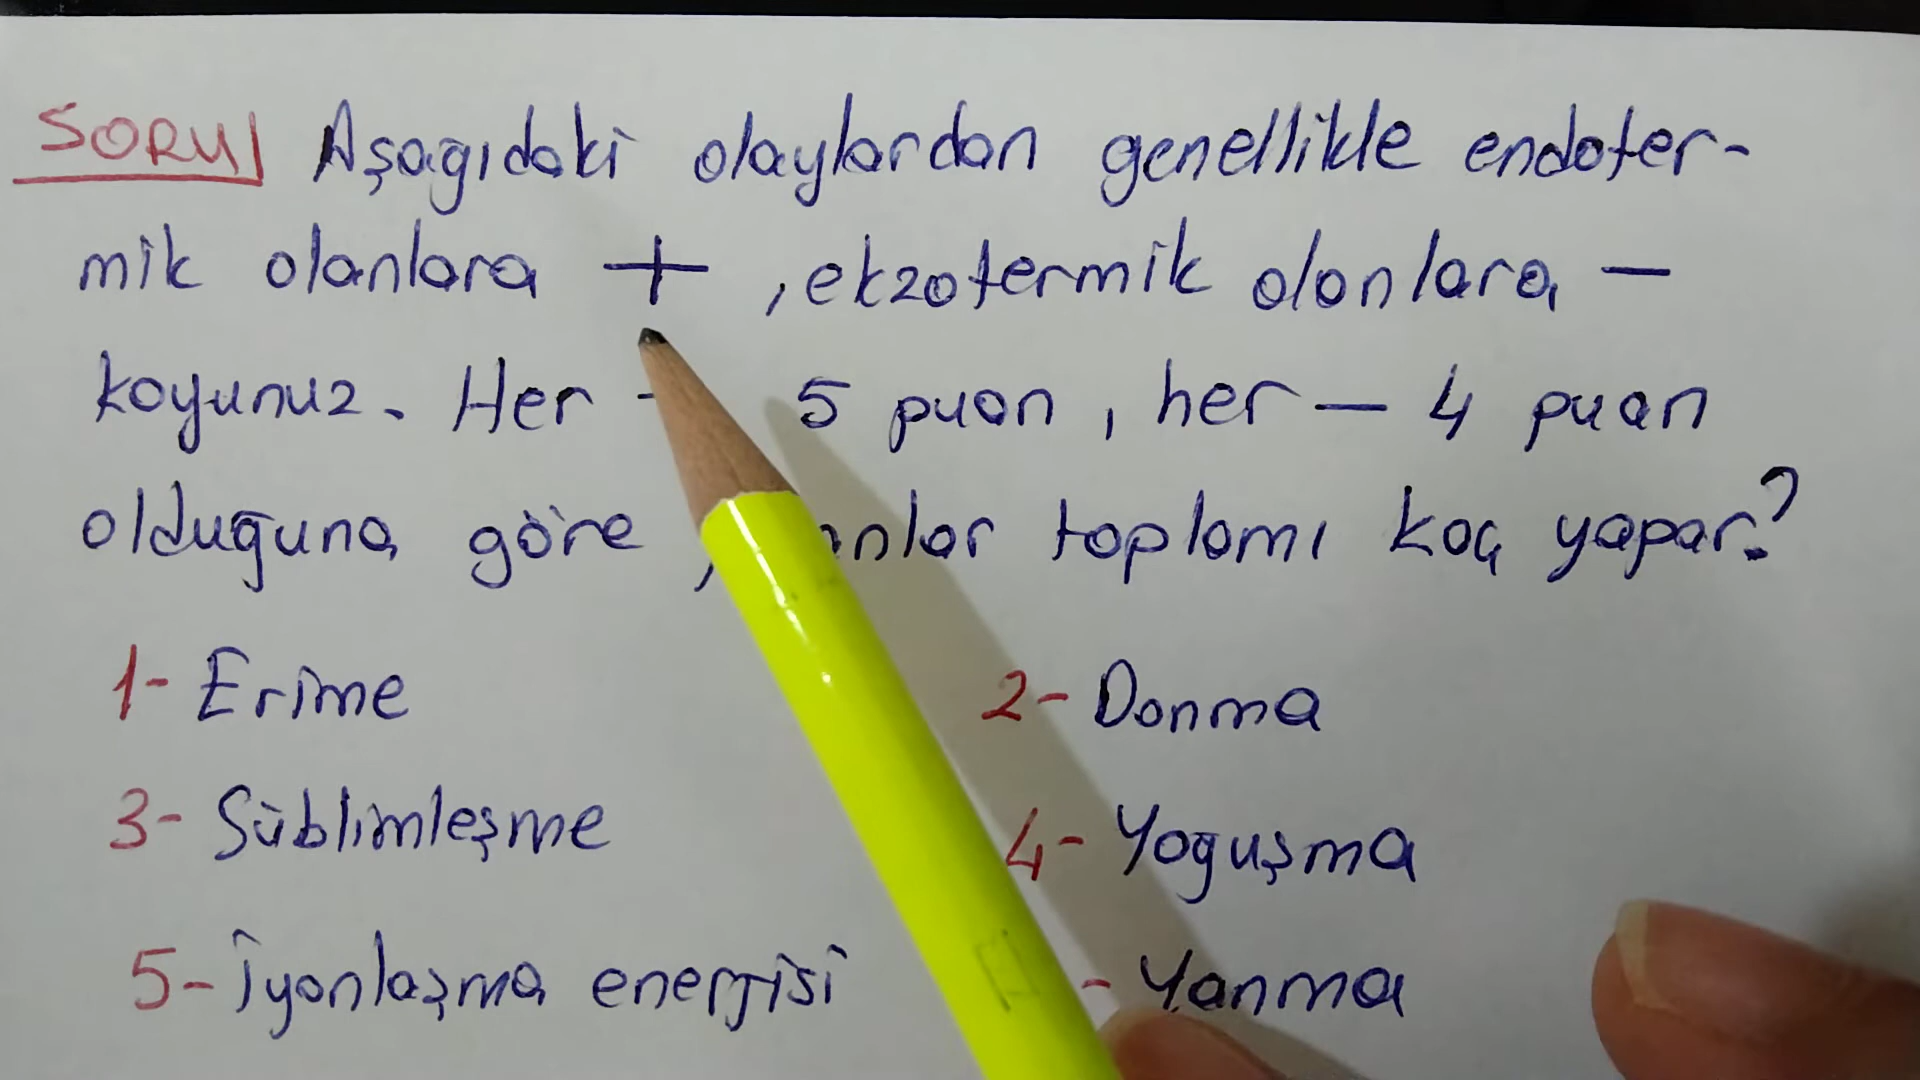 SORU| Aşağıdaki olaylardan genellikle endoter-
mik olanlara + , ekzotermik olanlara -
koyunuz. Her 5 puan , her - 4 puan
olduğuna göre , toplamı kaç yapar?
1- Erime
2- Donma
3- Süblimleşme
4- Yoğuşma
5- İyonlaşma enerjisi
- Yanma